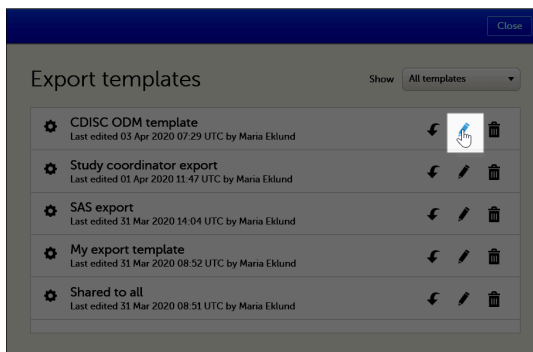 Close
Export templates
Show All templates
CDISC ODM template
Last edited 03 Apr 2020 07:29 UTC by Maria Eklund
Study coordinator export
Last edited 01 Apr 2020 11:47 UTC by Maria Eklund
SAS export
Last edited 31 Mar 2020 14:04 UTC by Maria Eklund
My export template
Last edited 31 Mar 2020 08:52 UTC by Maria Eklund
Shared to all
Last edited 31 Mar 2020 08:51 UTC by Maria Eklund